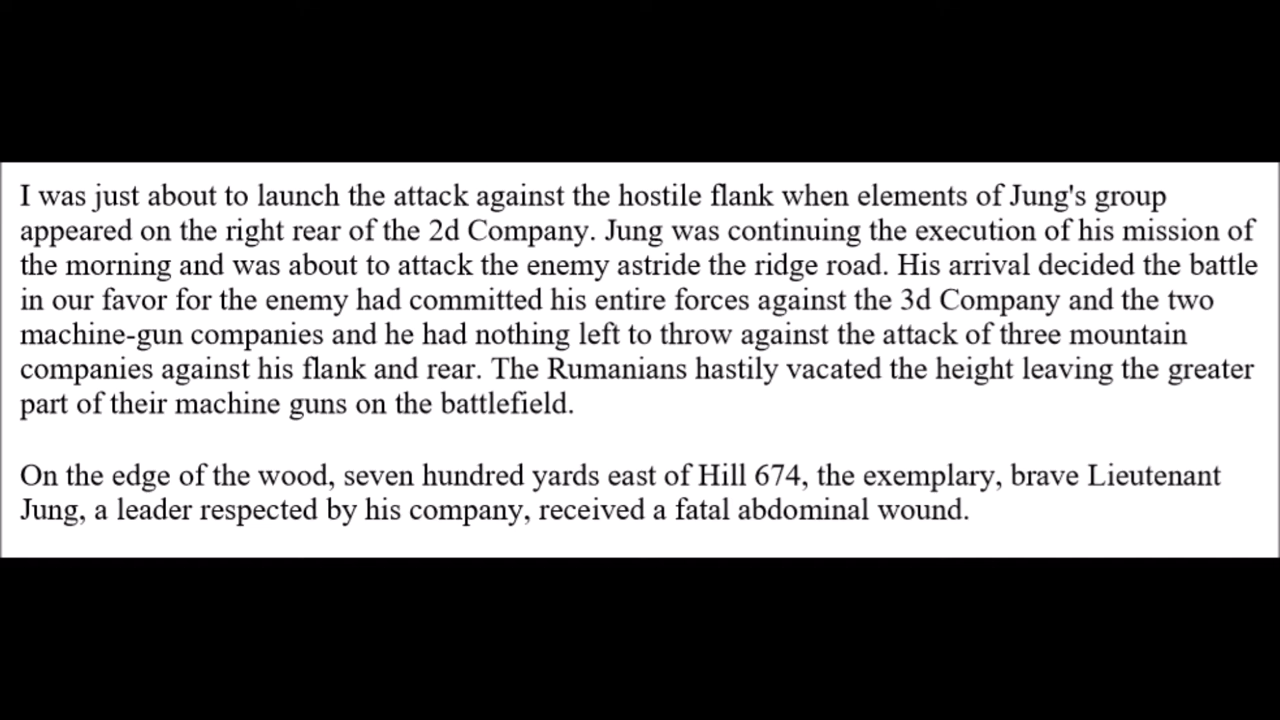 I was just about to launch the attack against the hostile flank when elements of Jung's group
appeared on the right rear of the 2d Company. Jung was continuing the execution of his mission of
the morning and was about to attack the enemy astride the ridge road. His arrival decided the battle
in our favor for the enemy had committed his entire forces against the 3d Company and the two
machine-gun companies and he had nothing left to throw against the attack of three mountain
companies against his flank and rear. The Rumanians hastily vacated the height leaving the greater
part of their machine guns on the battlefield.
On the edge of the wood, seven hundred yards east of Hill 674, the exemplary, brave Lieutenant
Jung, a leader respected by his company, received a fatal abdominal wound.